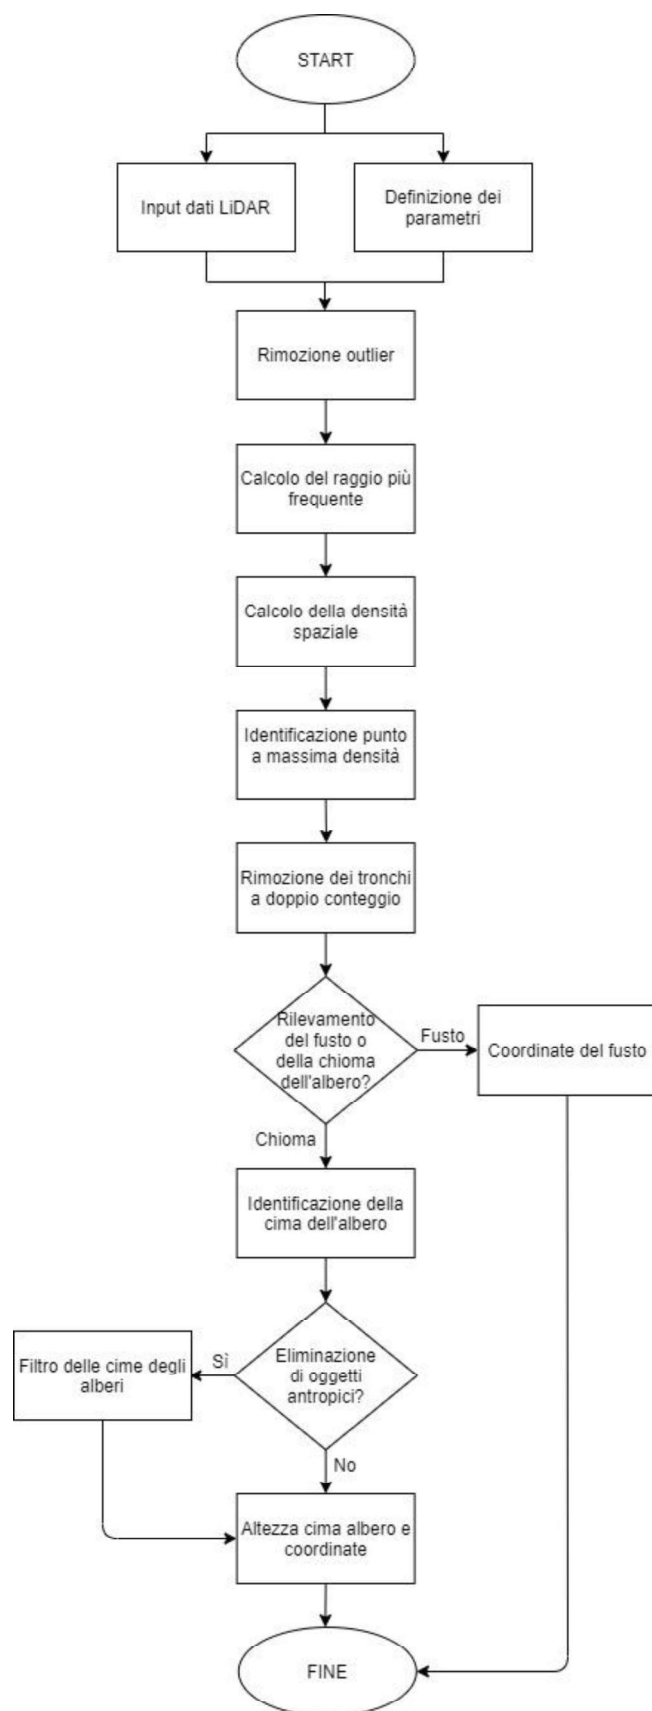 START
Input dati LiDAR
Definizione dei
parametri
Rimozione outlier
Calcolo del raggio più
frequente
Calcolo della densità
spaziale
Identificazione punto
a massima densità
Rimozione dei tronchi
a doppio conteggio
Rilevamento
del fusto o
della chioma
dell'albero?
Fusto
Coordinate del fusto
Chioma
Identificazione della
cima dell'albero
Eliminazione
di oggetti
antropici?
Sì
Filtro delle cime degli
alberi
No
Altezza cima albero e
coordinate
FINE